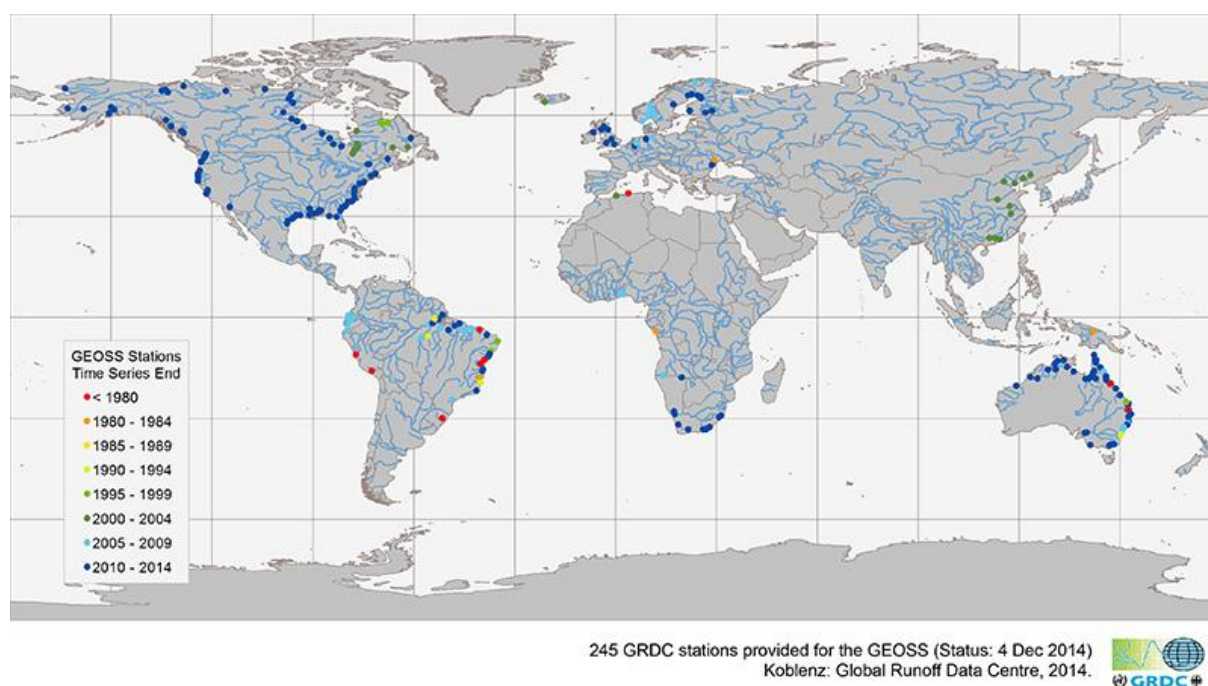 GEOSS Stations
Time Series End
< 1980
1980 - 1984
1985 - 1989
1990 - 1994
1995 - 1999
2000 - 2004
2005 - 2009
2010 - 2014
245 GRDC stations provided for the GEOSS (Status: 4 Dec 2014)
Koblenz: Global Runoff Data Centre, 2014.
GRDC